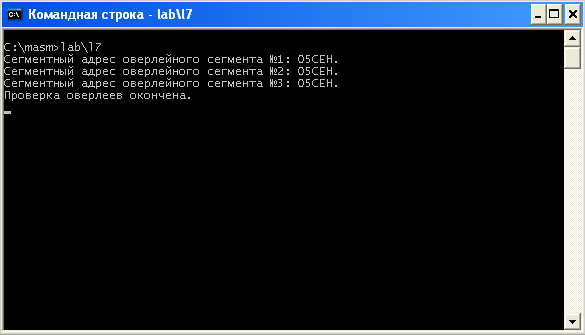 Командная строка - lab\l7
C:\masm>lab\l7
Сегментный адрес оверлейного сегмента №1: 05CEH.
Сегментный адрес оверлейного сегмента №2: 05CEH.
Сегментный адрес оверлейного сегмента №3: 05CEH.
Проверка оверлеев окончена.